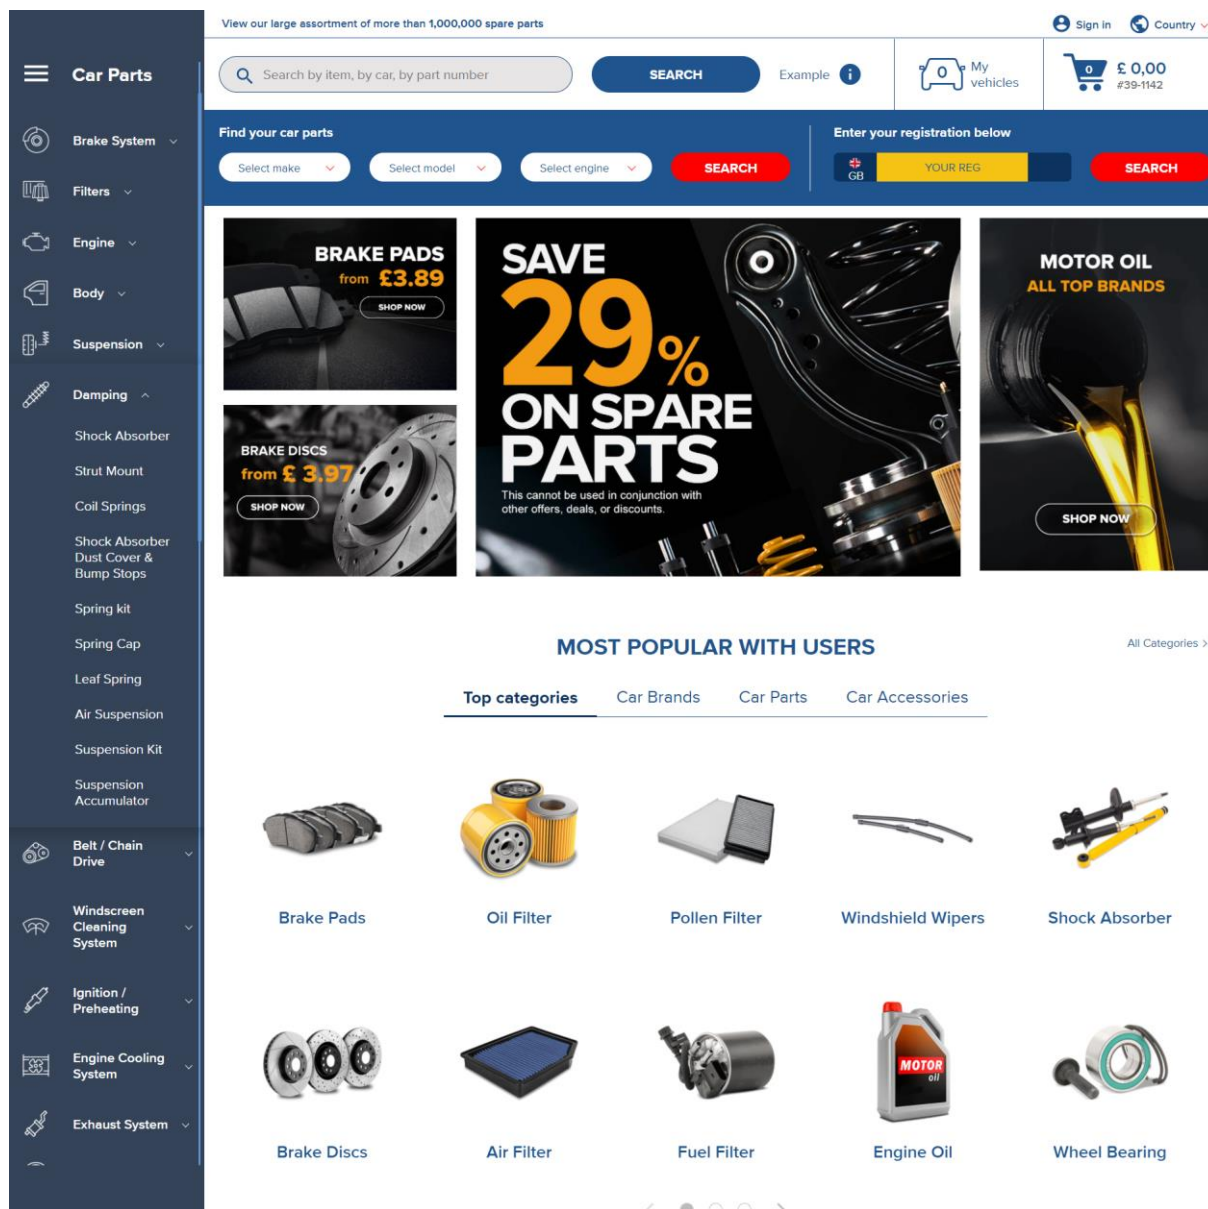 View our large assortment of more than 1,000,000 spare parts
Sign in
Country
Car Parts
Search by item, by car, by part number
SEARCH
Example
i
0
My
vehicles
0
£ 0,00
#39-1142
Find your car parts
Select make
Select model
Select engine
SEARCH
Enter your registration below
GB
YOUR REG
SEARCH
Brake System
Filters
Engine
Body
Suspension
Damping
Shock Absorber
Strut Mount
Coil Springs
Shock Absorber
Dust Cover &
Bump Stops
Spring kit
Spring Cap
Leaf Spring
Air Suspension
Suspension Kit
Suspension
Accumulator
Belt / Chain
Drive
Windscreen
Cleaning
System
Ignition /
Preheating
Engine Cooling
System
Exhaust System
BRAKE PADS
from £3.89
SHOP NOW
BRAKE DISCS
from £ 3.97
SHOP NOW
SAVE
29%
ON SPARE
PARTS
This cannot be used in conjunction with
other offers, deals, or discounts.
MOTOR OIL
ALL TOP BRANDS
SHOP NOW
MOST POPULAR WITH USERS
All Categories >
Top categories
Car Brands
Car Parts
Car Accessories
Brake Pads
Oil Filter
Pollen Filter
Windshield Wipers
Shock Absorber
MOTOR
oil
Brake Discs
Air Filter
Fuel Filter
Engine Oil
Wheel Bearing